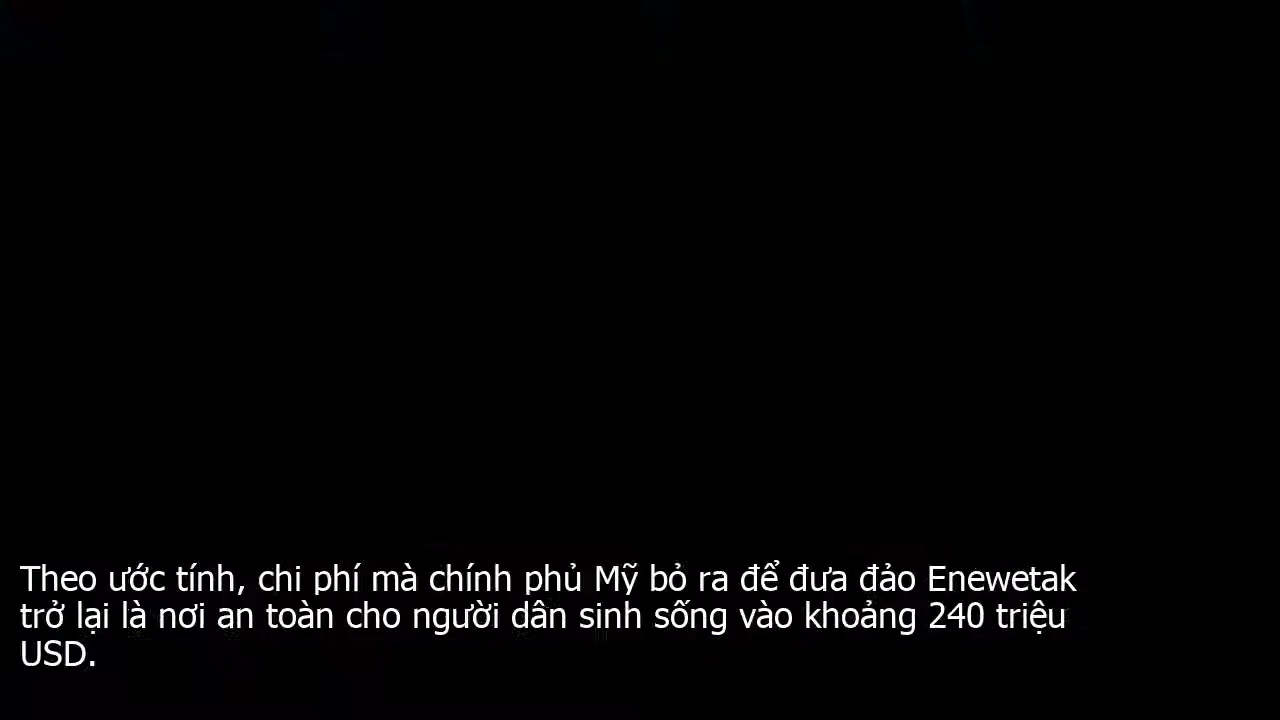 Theo ước tính, chi phí mà chính phủ Mỹ bỏ ra để đưa đảo Enewetak
trở lại là nơi an toàn cho người dân sinh sống vào khoảng 240 triệu
USD.